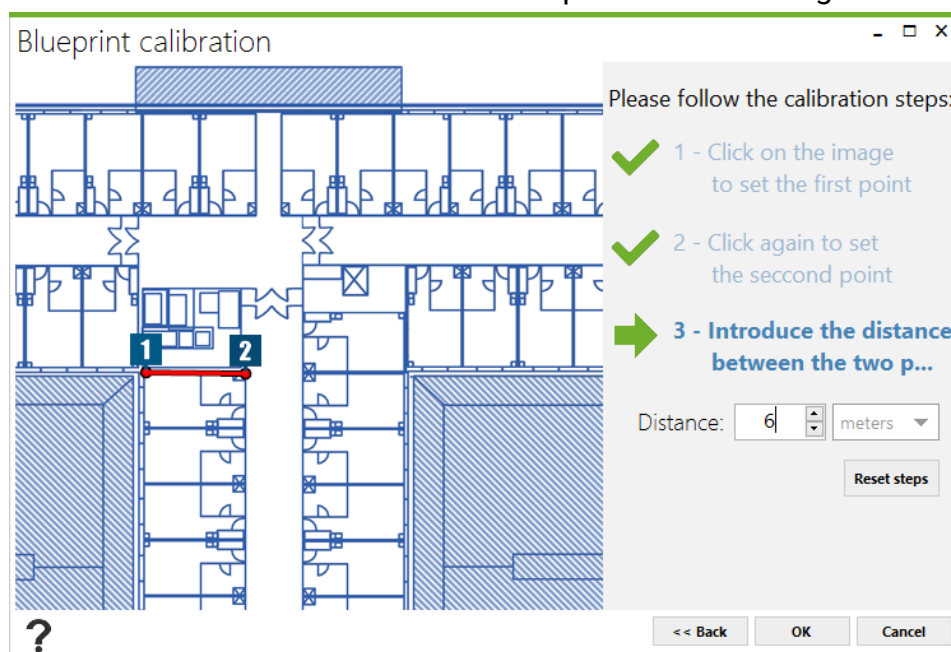 Blueprint calibration
Please follow the calibration steps:
1 - Click on the image
to set the first point
2 - Click again to set
the seccond point
3 - Introduce the distance
between the two p...
1
2
Distance: 6 meters
Reset steps
?
<< Back OK Cancel